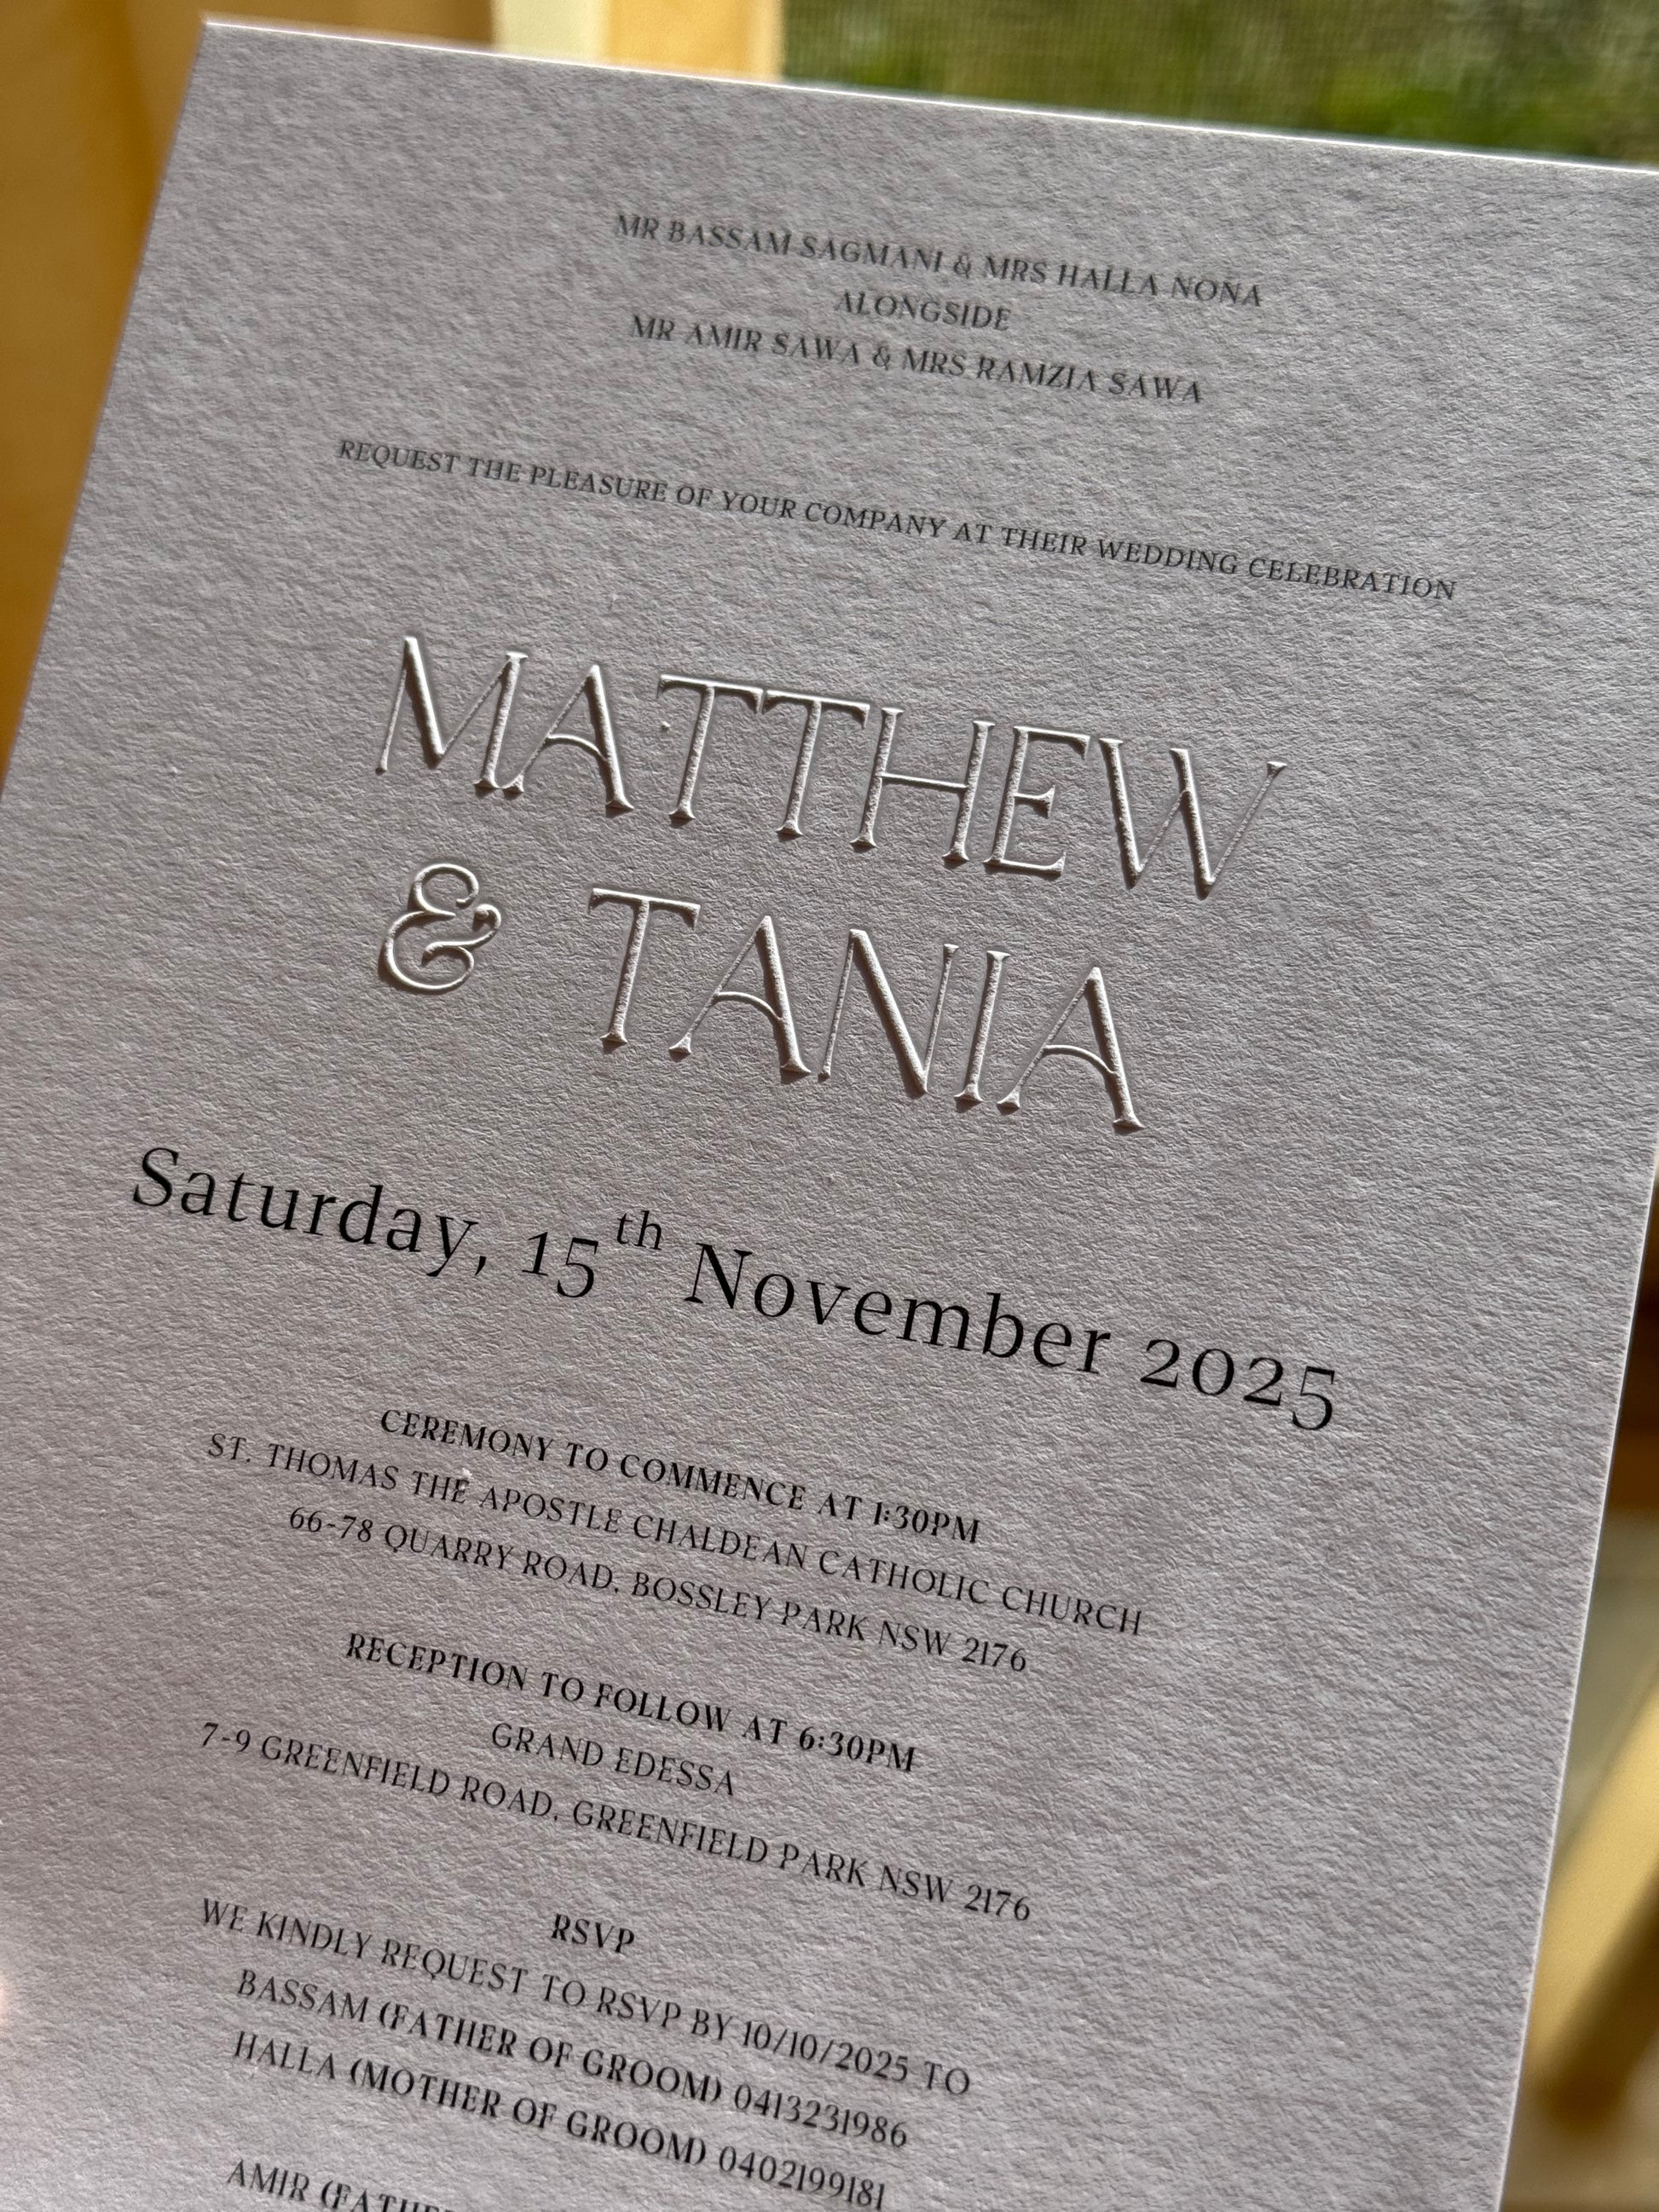 MR BASSAM SAGMANI & MRS HALLA NONA
ALONGSIDE
MR AMIR SAWA & MRS RAMZIA SAWA
REQUEST THE PLEASURE OF YOUR COMPANY AT THEIR WEDDING CELEBRATION
MATTHEW
& TANIA
Saturday, 15th November 2025
CEREMONY TO COMMENCE AT 1:30PM
ST. THOMAS THE APOSTLE CHALDEAN CATHOLIC CHURCH
66-78 QUARRY ROAD, BOSSLEY PARK NSW 2176
RECEPTION TO FOLLOW AT 6:30PM
GRAND EDESSA
7-9 GREENFIELD ROAD, GREENFIELD PARK NSW 2176
RSVP
WE KINDLY REQUEST TO RSVP BY 10/10/2025 TO
BASSAM (FATHER OF GROOM) 0413231986
HALLA (MOTHER OF GROOM) 0402199181
AMIR